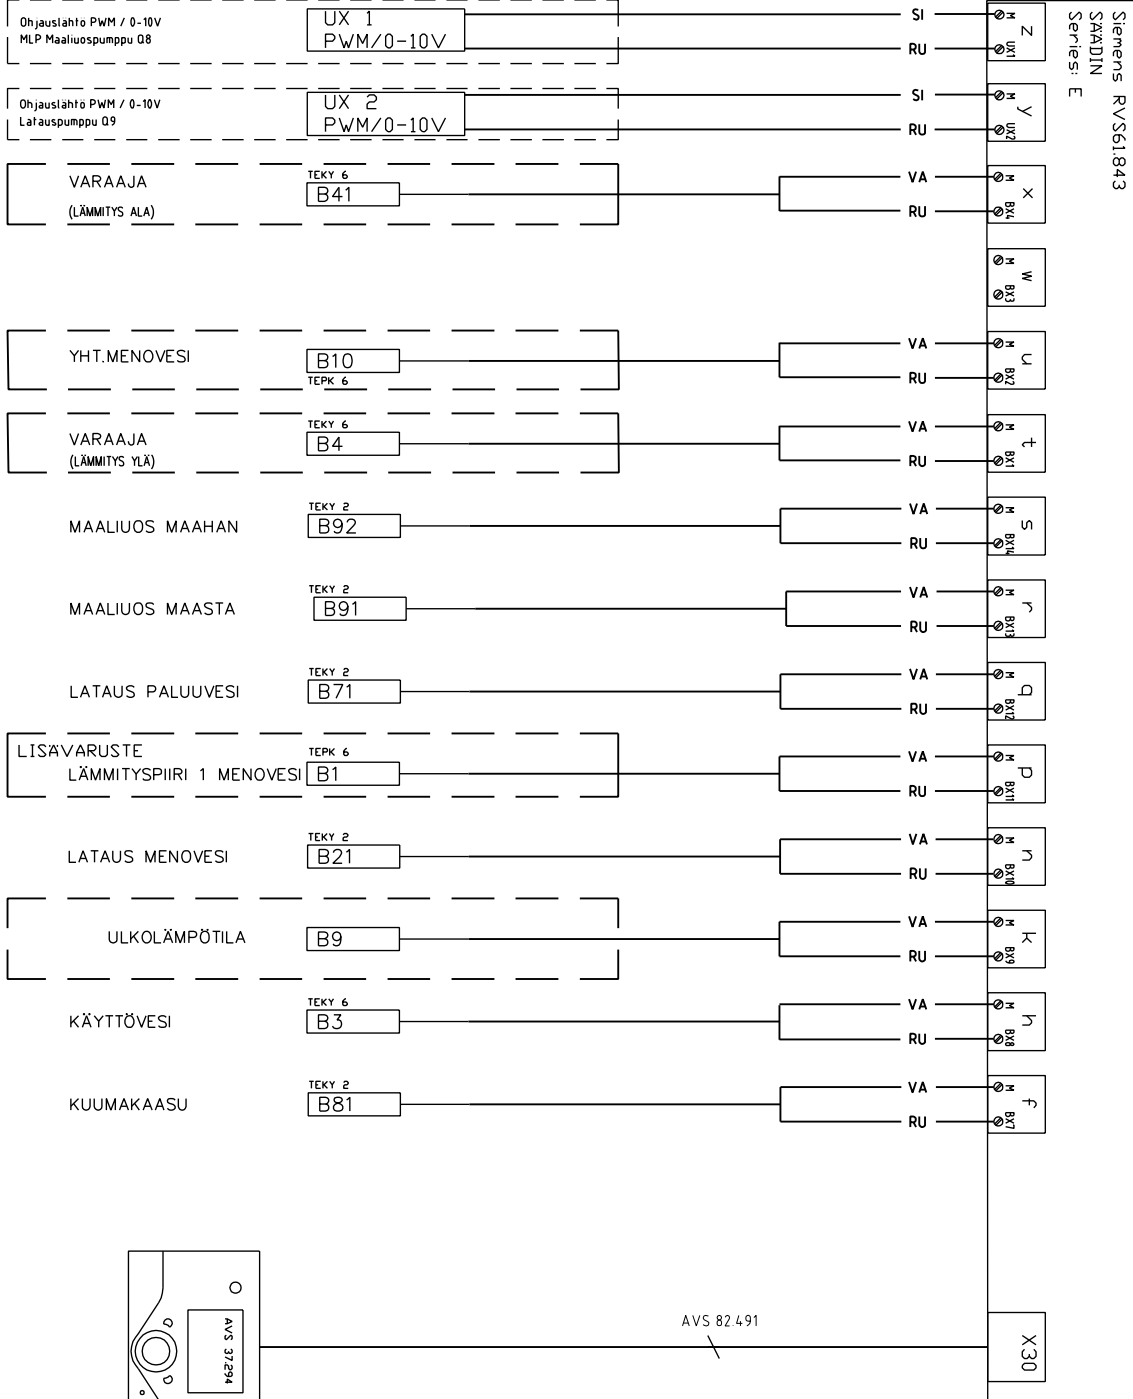 Ohjauslähtö PWM / 0-10V
MLP Maaliuospumppu Q8
UX 1
PWM/0-10V
SI
RU
M
UX1
z
Siemens RVS61.843
SÄÄDIN
Series: E
Ohjauslähtö PWM / 0-10V
Latauspumppu Q9
UX 2
PWM/0-10V
SI
RU
M
UX2
y
VARAAJA
(LÄMMITYS ALA)
TEKY 6
B41
VA
RU
M
BX4
x
M
BX3
w
YHT.MENOVESI
B10
TEPK 6
VA
RU
M
BX2
u
VARAAJA
(LÄMMITYS YLÄ)
TEKY 6
B4
VA
RU
M
BX1
t
MAALIUOS MAAHAN
TEKY 2
B92
VA
RU
M
BX14
s
MAALIUOS MAASTA
TEKY 2
B91
VA
RU
M
BX13
r
LATAUS PALUUVESI
TEKY 2
B71
VA
RU
M
BX12
q
LISÄVARUSTE
LÄMMITYSPIIRI 1 MENOVESI
TEPK 6
B1
VA
RU
M
BX11
p
LATAUS MENOVESI
TEKY 2
B21
VA
RU
M
BX10
n
ULKOLÄMPÖTILA
B9
VA
RU
M
BX9
k
KÄYTTÖVESI
TEKY 6
B3
VA
RU
M
BX8
h
KUUMAKAASU
TEKY 2
B81
VA
RU
M
BX7
f
AVS 37.294
AVS 82.491
X30